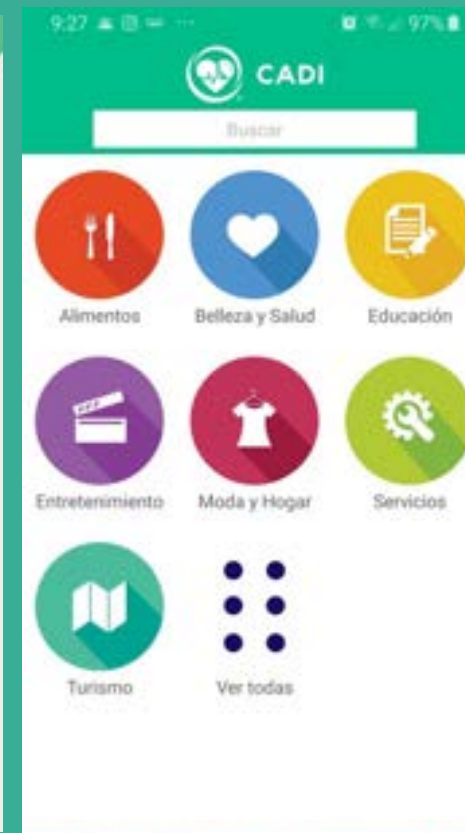 9:27 97%
CADI
Buscar
Alimentos Belleza y Salud Educación
Entretenimiento Moda y Hogar Servicios
Turismo Ver todas